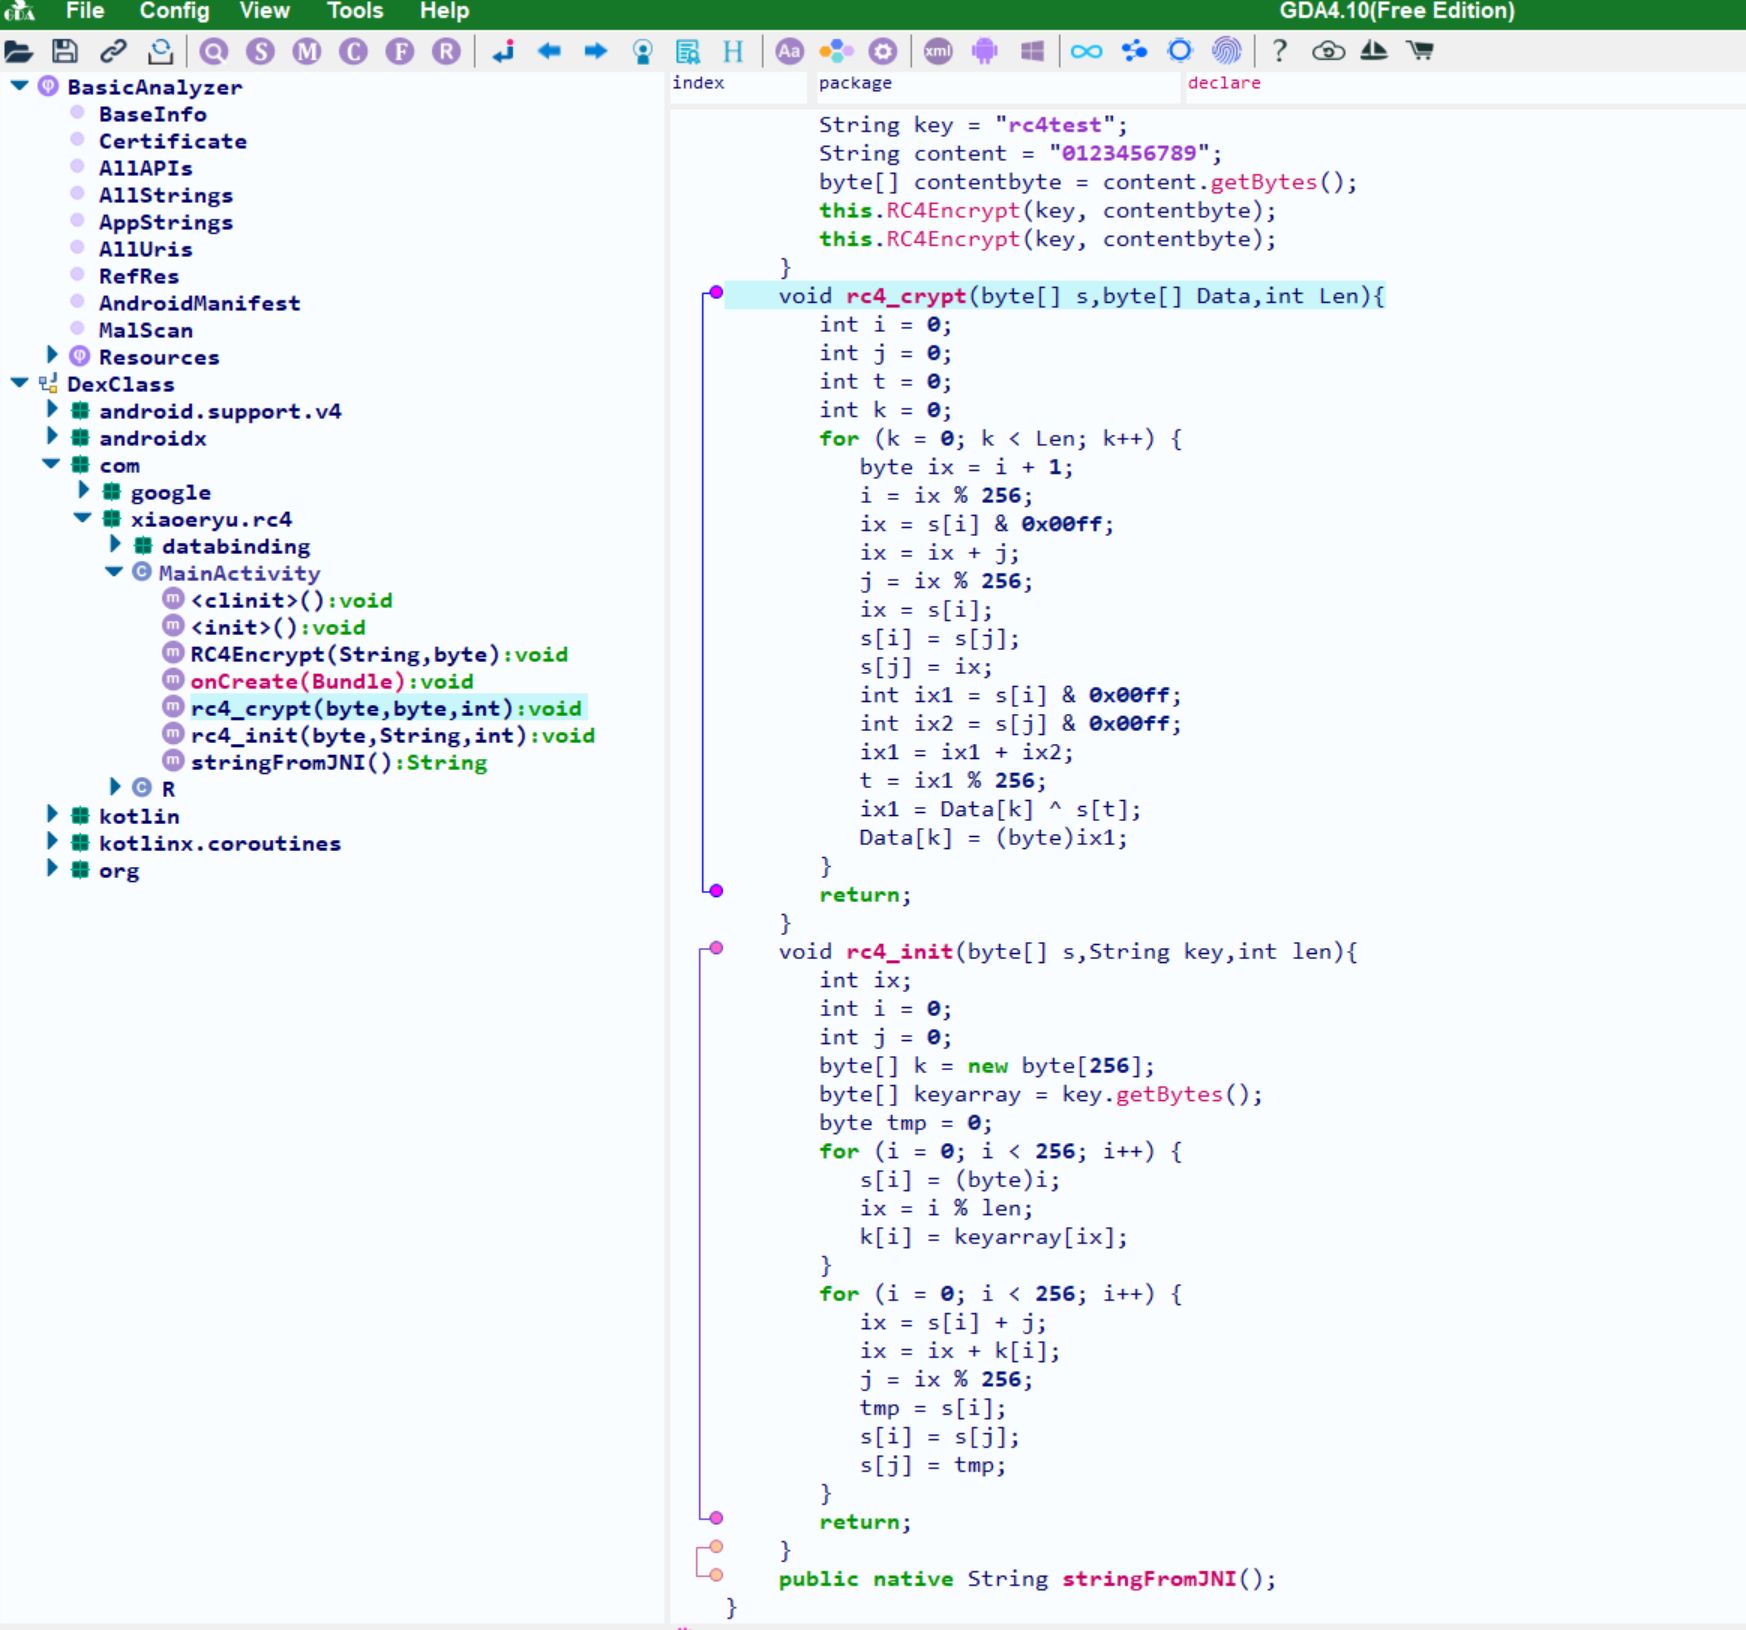 GDA File Config View Tools Help GDA4.10(Free Edition)
Q S M C F R H Aa xml ?
BasicAnalyzer
BaseInfo
Certificate
AllAPIs
AllStrings
AppStrings
AllUris
RefRes
AndroidManifest
MalScan
Resources
DexClass
android.support.v4
androidx
com
google
xiaoeryu.rc4
databinding
C MainActivity
m <clinit>():void
m <init>():void
m RC4Encrypt(String,byte):void
m onCreate(Bundle):void
m rc4_crypt(byte,byte,int):void
m rc4_init(byte,String,int):void
m stringFromJNI():String
C R
kotlin
kotlinx.coroutines
org
index package declare
String key = "rc4test";
String content = "0123456789";
byte[] contentbyte = content.getBytes();
this.RC4Encrypt(key, contentbyte);
this.RC4Encrypt(key, contentbyte);
}
void rc4_crypt(byte[] s,byte[] Data,int Len){
int i = 0;
int j = 0;
int t = 0;
int k = 0;
for (k = 0; k < Len; k++) {
byte ix = i + 1;
i = ix % 256;
ix = s[i] & 0x00ff;
ix = ix + j;
j = ix % 256;
ix = s[i];
s[i] = s[j];
s[j] = ix;
int ix1 = s[i] & 0x00ff;
int ix2 = s[j] & 0x00ff;
ix1 = ix1 + ix2;
t = ix1 % 256;
ix1 = Data[k] ^ s[t];
Data[k] = (byte)ix1;
}
return;
}
void rc4_init(byte[] s,String key,int len){
int ix;
int i = 0;
int j = 0;
byte[] k = new byte[256];
byte[] keyarray = key.getBytes();
byte tmp = 0;
for (i = 0; i < 256; i++) {
s[i] = (byte)i;
ix = i % len;
k[i] = keyarray[ix];
}
for (i = 0; i < 256; i++) {
ix = s[i] + j;
ix = ix + k[i];
j = ix % 256;
tmp = s[i];
s[i] = s[j];
s[j] = tmp;
}
return;
}
public native String stringFromJNI();
}